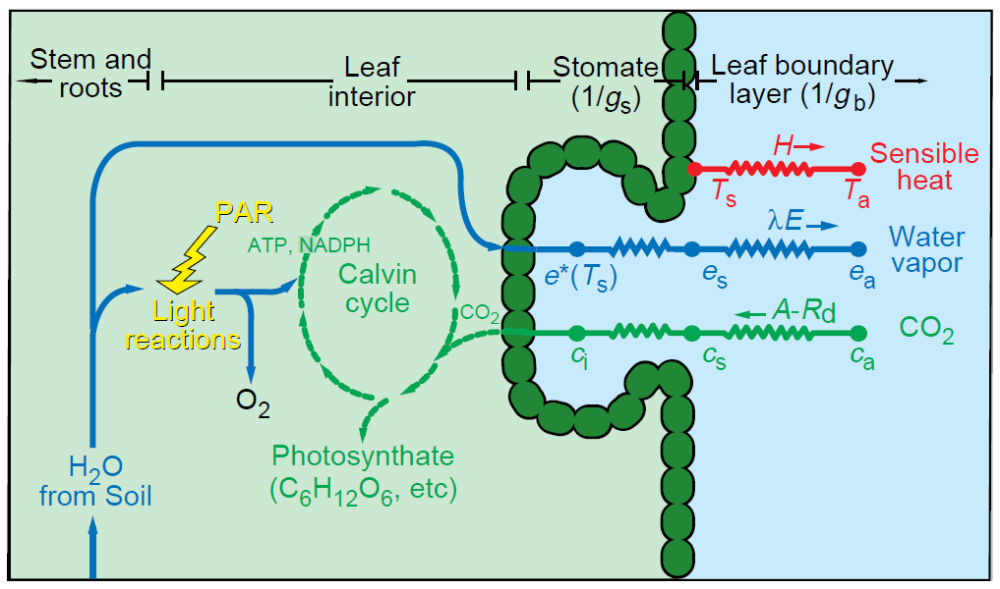 Stem and
roots
Leaf
interior
Stomate
(1/gs)
Leaf boundary
layer (1/gb)
H
Sensible
heat
Ts
Ta
PAR
ATP, NADPH
Calvin
cycle
Light
reactions
O2
CO2
λE
Water
vapor
e*(Ts)
es
ea
A-Rd
CO2
ci
cs
ca
Photosynthate
(C6H12O6, etc)
H2O
from Soil